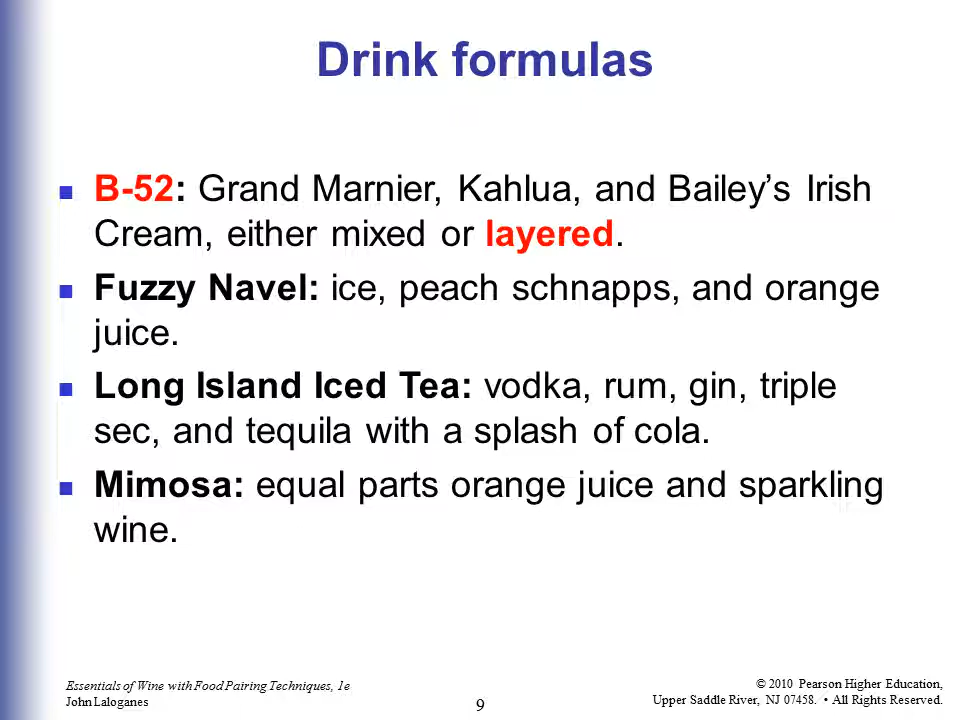 Drink formulas
B-52: Grand Marnier, Kahlua, and Bailey's Irish
Cream, either mixed or layered.
Fuzzy Navel: ice, peach schnapps, and orange
juice.
Long Island Iced Tea: vodka, rum, gin, triple
sec, and tequila with a splash of cola.
Mimosa: equal parts orange juice and sparkling
wine.
Essentials of Wine with Food Pairing Techniques, 1e
John Laloganes
9
© 2010 Pearson Higher Education,
Upper Saddle River, NJ 07458. • All Rights Reserved.